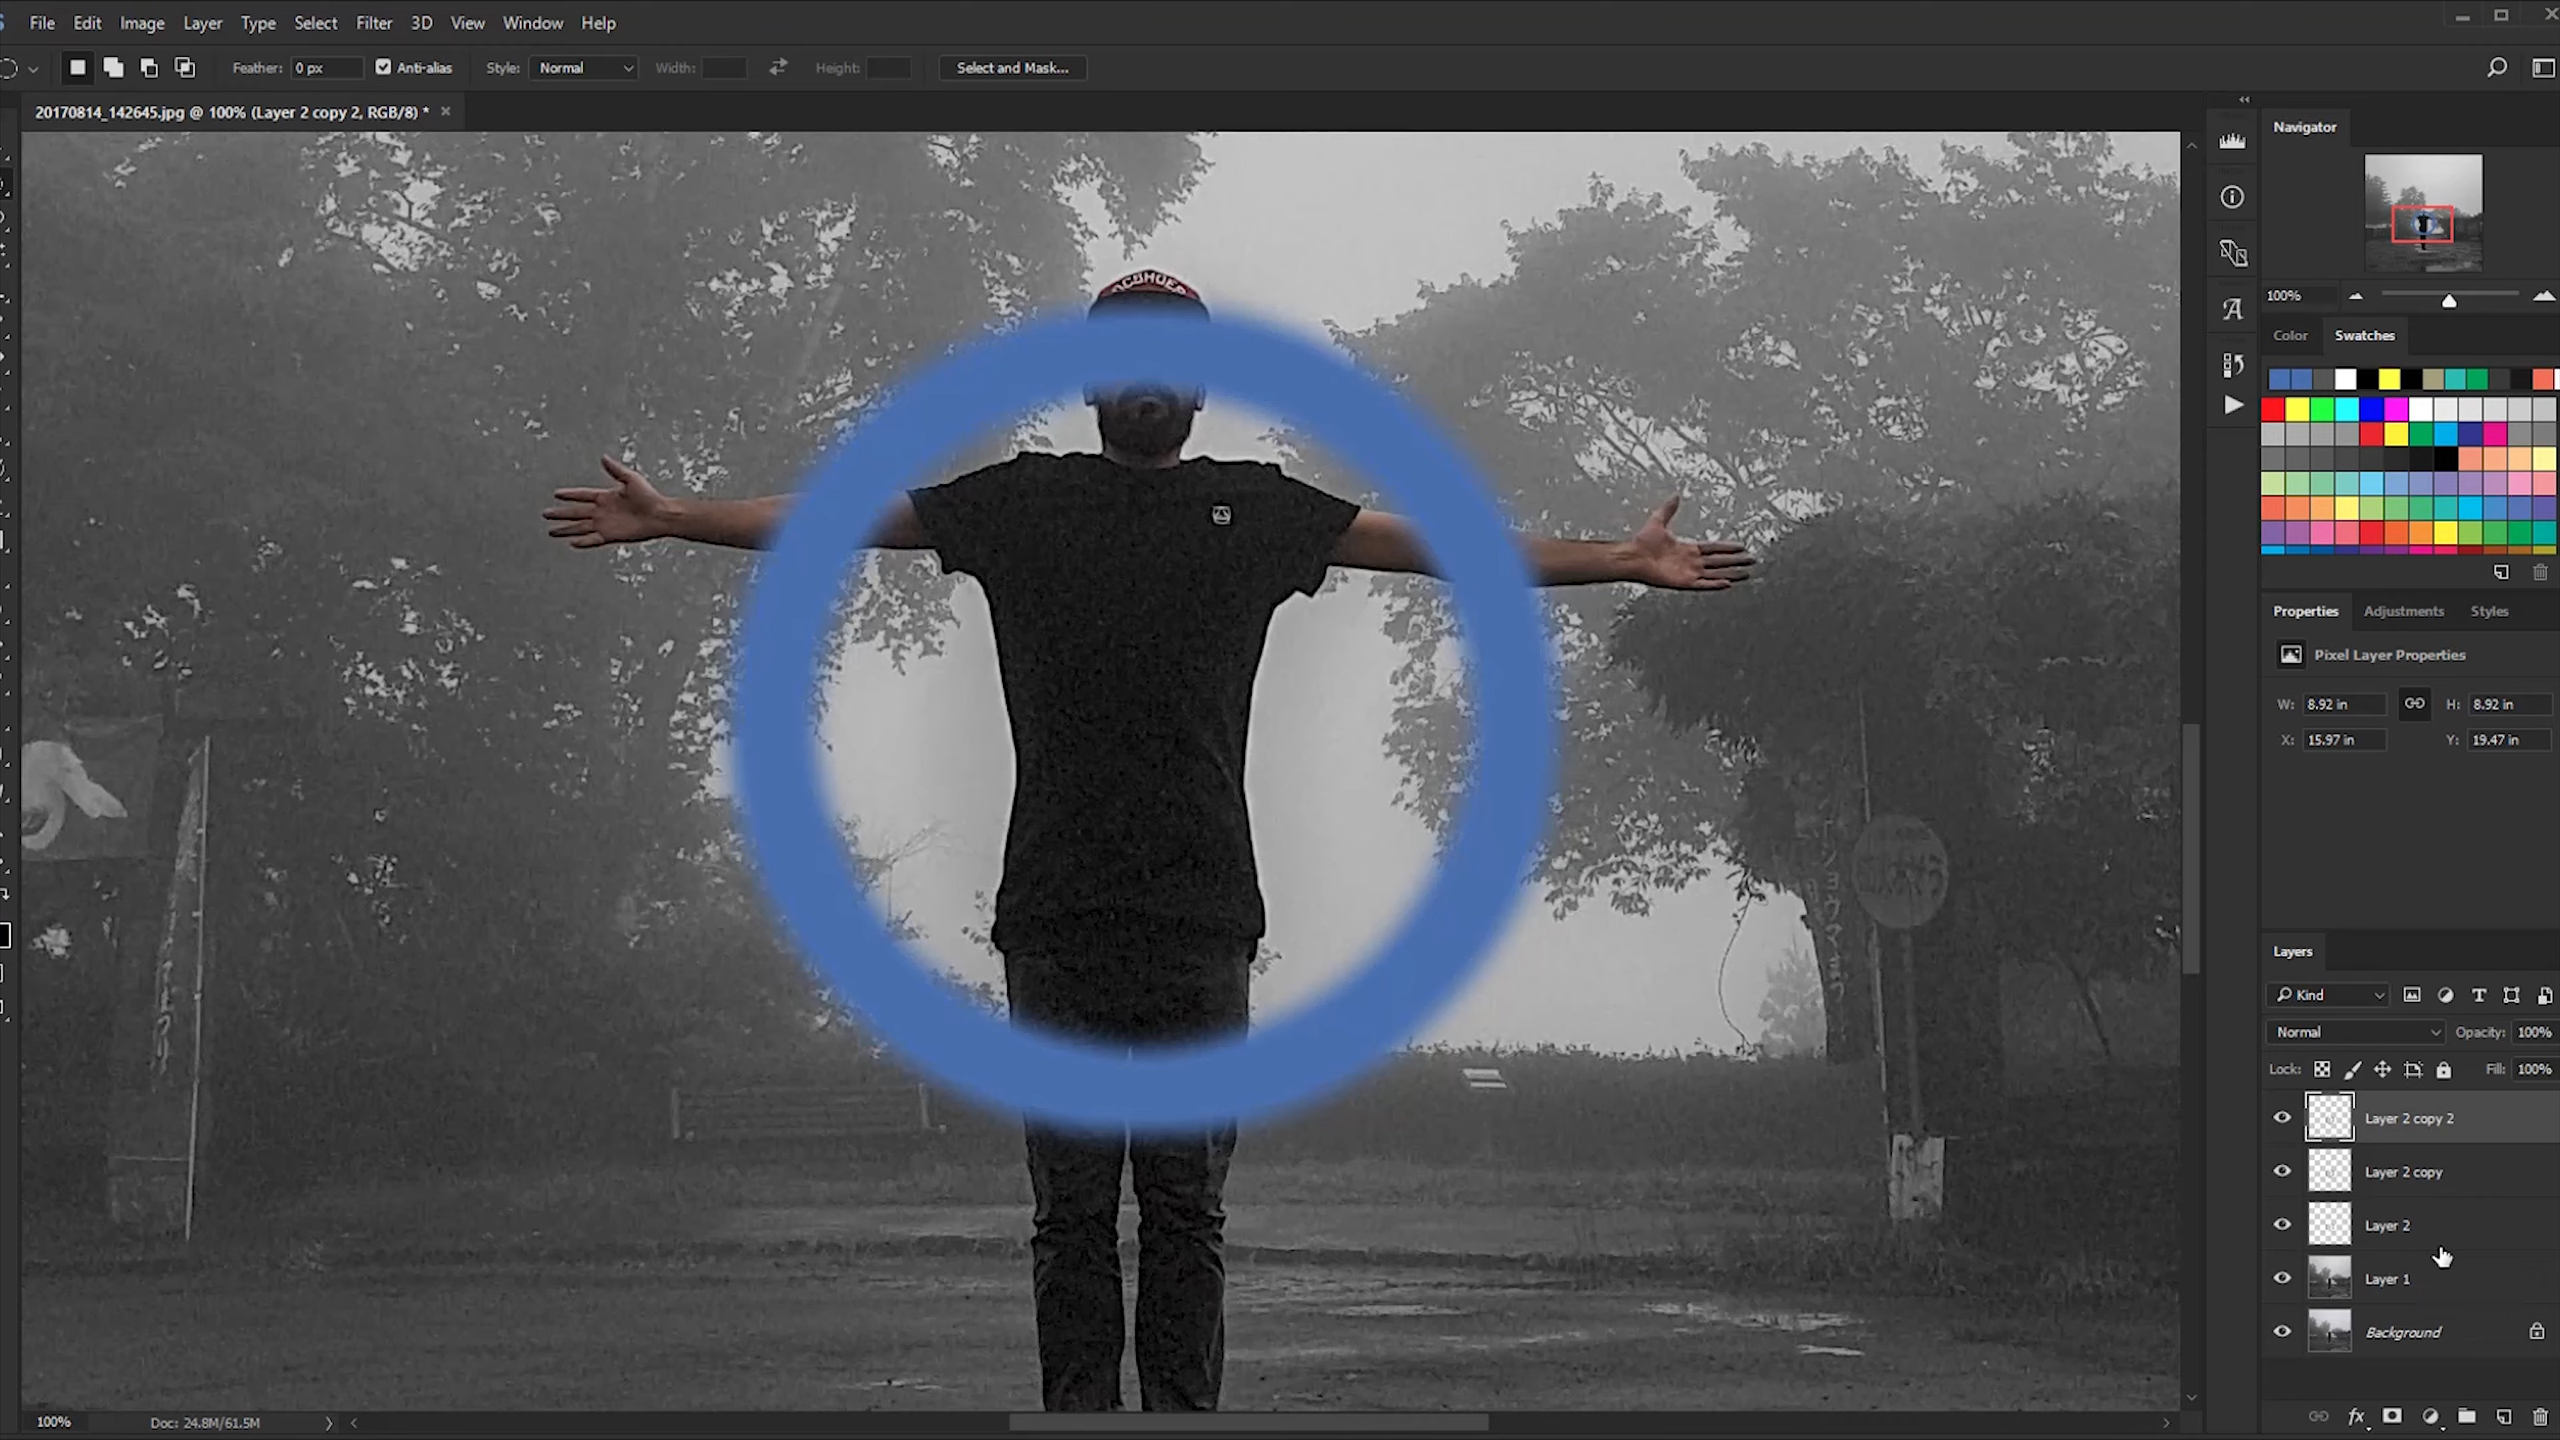 File Edit Image Layer Type Select Filter 3D View Window Help
Feather: 0 px Anti-alias Style: Normal Width: Height: Select and Mask...
20170814_142645.jpg @ 100% (Layer 2 copy 2, RGB/8) * ×
Navigator
100%
Color Swatches
Properties Adjustments Styles
Pixel Layer Properties
W: 8.92 in H: 8.92 in
X: 15.97 in Y: 19.47 in
Layers
Kind
Normal Opacity: 100%
Lock: Fill: 100%
Layer 2 copy 2
Layer 2 copy
Layer 2
Layer 1
Background
100% Doc: 24.8M/61.5M